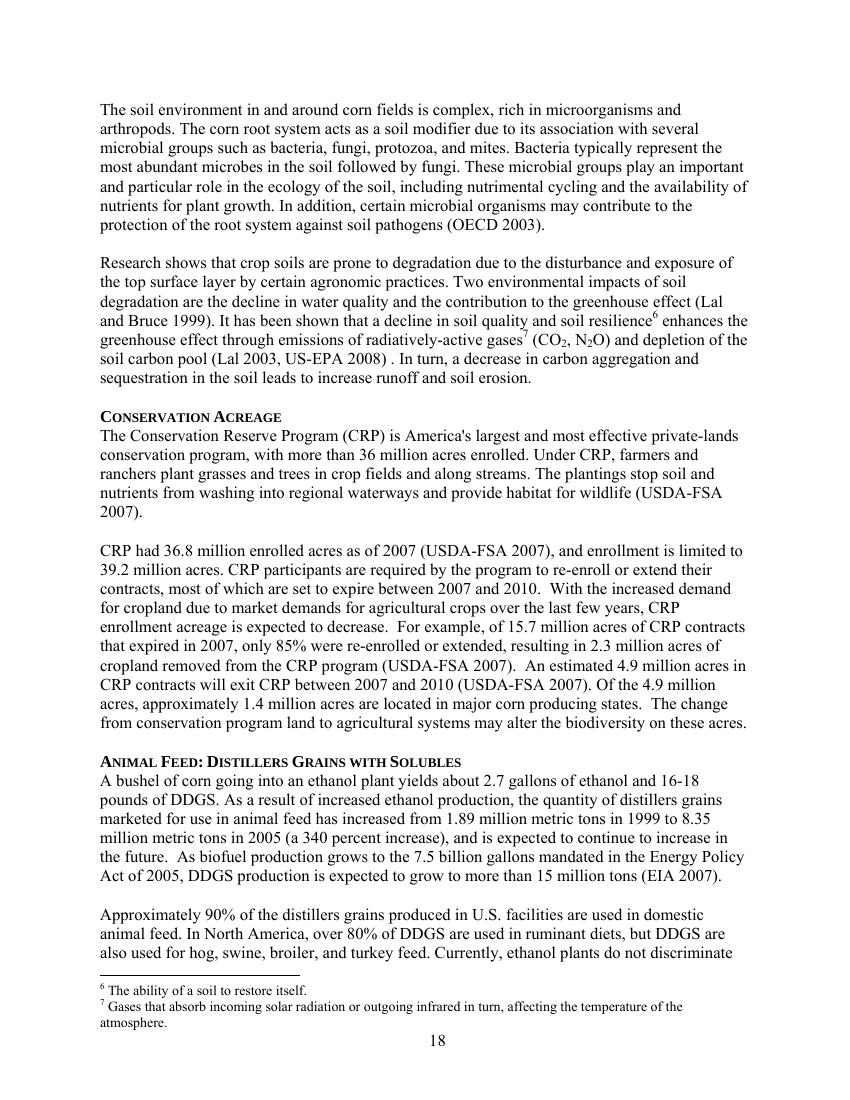 The soil environment in and around corn fields is complex, rich in microorganisms and
arthropods. The corn root system acts as a soil modifier due to its association with several
microbial groups such as bacteria, fungi, protozoa, and mites. Bacteria typically represent the
most abundant microbes in the soil followed by fungi. These microbial groups play an important
and particular role in the ecology of the soil, including nutrimental cycling and the availability of
nutrients for plant growth. In addition, certain microbial organisms may contribute to the
protection of the root system against soil pathogens (OECD 2003).
Research shows that crop soils are prone to degradation due to the disturbance and exposure of
the top surface layer by certain agronomic practices. Two environmental impacts of soil
degradation are the decline in water quality and the contribution to the greenhouse effect (Lal
and Bruce 1999). It has been shown that a decline in soil quality and soil resilience⁶ enhances the
greenhouse effect through emissions of radiatively-active gases⁷ (CO₂, N₂O) and depletion of the
soil carbon pool (Lal 2003, US-EPA 2008) . In turn, a decrease in carbon aggregation and
sequestration in the soil leads to increase runoff and soil erosion.
CONSERVATION ACREAGE
The Conservation Reserve Program (CRP) is America's largest and most effective private-lands
conservation program, with more than 36 million acres enrolled. Under CRP, farmers and
ranchers plant grasses and trees in crop fields and along streams. The plantings stop soil and
nutrients from washing into regional waterways and provide habitat for wildlife (USDA-FSA
2007).
CRP had 36.8 million enrolled acres as of 2007 (USDA-FSA 2007), and enrollment is limited to
39.2 million acres. CRP participants are required by the program to re-enroll or extend their
contracts, most of which are set to expire between 2007 and 2010.  With the increased demand
for cropland due to market demands for agricultural crops over the last few years, CRP
enrollment acreage is expected to decrease.  For example, of 15.7 million acres of CRP contracts
that expired in 2007, only 85% were re-enrolled or extended, resulting in 2.3 million acres of
cropland removed from the CRP program (USDA-FSA 2007).  An estimated 4.9 million acres in
CRP contracts will exit CRP between 2007 and 2010 (USDA-FSA 2007). Of the 4.9 million
acres, approximately 1.4 million acres are located in major corn producing states.  The change
from conservation program land to agricultural systems may alter the biodiversity on these acres.
ANIMAL FEED: DISTILLERS GRAINS WITH SOLUBLES
A bushel of corn going into an ethanol plant yields about 2.7 gallons of ethanol and 16-18
pounds of DDGS. As a result of increased ethanol production, the quantity of distillers grains
marketed for use in animal feed has increased from 1.89 million metric tons in 1999 to 8.35
million metric tons in 2005 (a 340 percent increase), and is expected to continue to increase in
the future.  As biofuel production grows to the 7.5 billion gallons mandated in the Energy Policy
Act of 2005, DDGS production is expected to grow to more than 15 million tons (EIA 2007).
Approximately 90% of the distillers grains produced in U.S. facilities are used in domestic
animal feed. In North America, over 80% of DDGS are used in ruminant diets, but DDGS are
also used for hog, swine, broiler, and turkey feed. Currently, ethanol plants do not discriminate
⁶ The ability of a soil to restore itself.
⁷ Gases that absorb incoming solar radiation or outgoing infrared in turn, affecting the temperature of the
atmosphere.
18